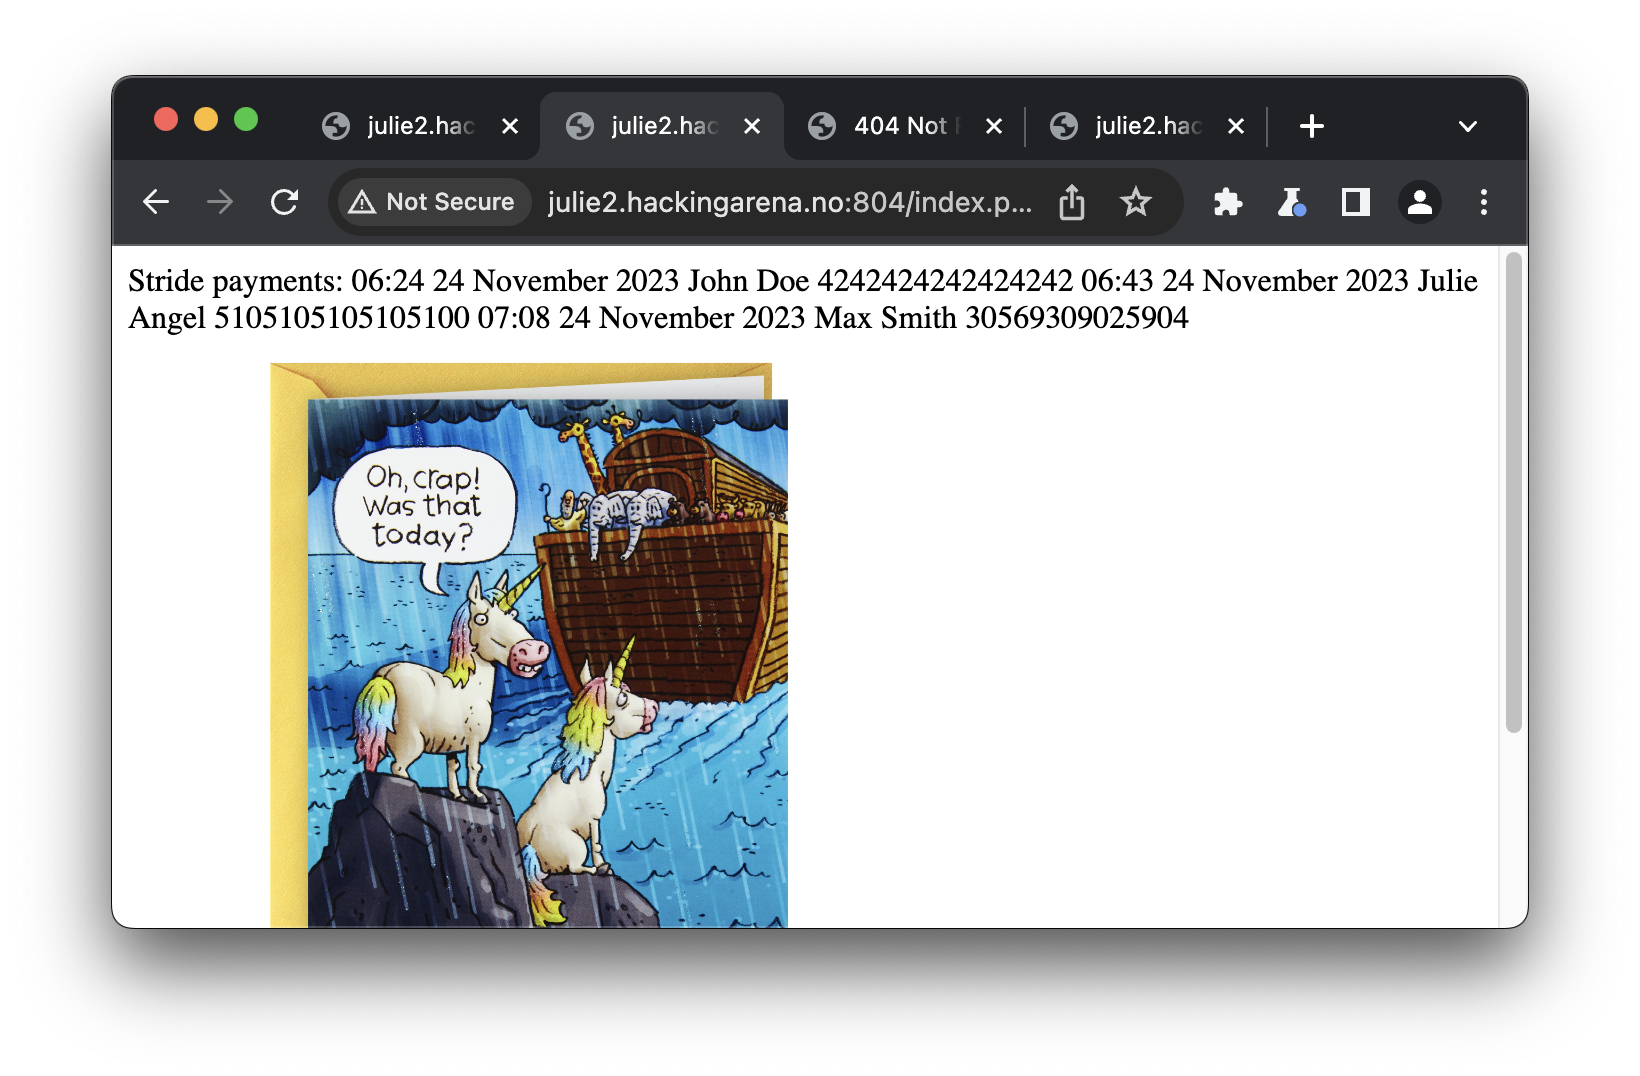 julie2.hac
julie2.hac
404 Not
julie2.hac
Not Secure
julie2.hackingarena.no:804/index.p...
Stride payments: 06:24 24 November 2023 John Doe 4242424242424242 06:43 24 November 2023 Julie
Angel 5105105105105100 07:08 24 November 2023 Max Smith 30569309025904
Oh, crap!
Was that
today?